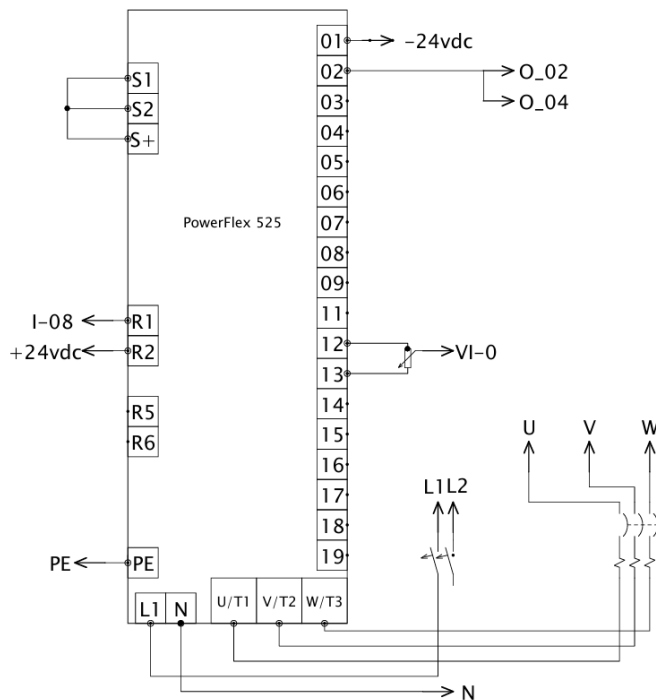 01 -24vdc
02 O_02
S1
S2
03 O_04
S+
04
05
06
PowerFlex 525
07
08
09
I-08 R1
11
+24vdc R2
12
VI-0
13
R5
14
R6
15
U V W
16
17
L1 L2
18
PE PE
19
L1 N U/T1 V/T2 W/T3
N